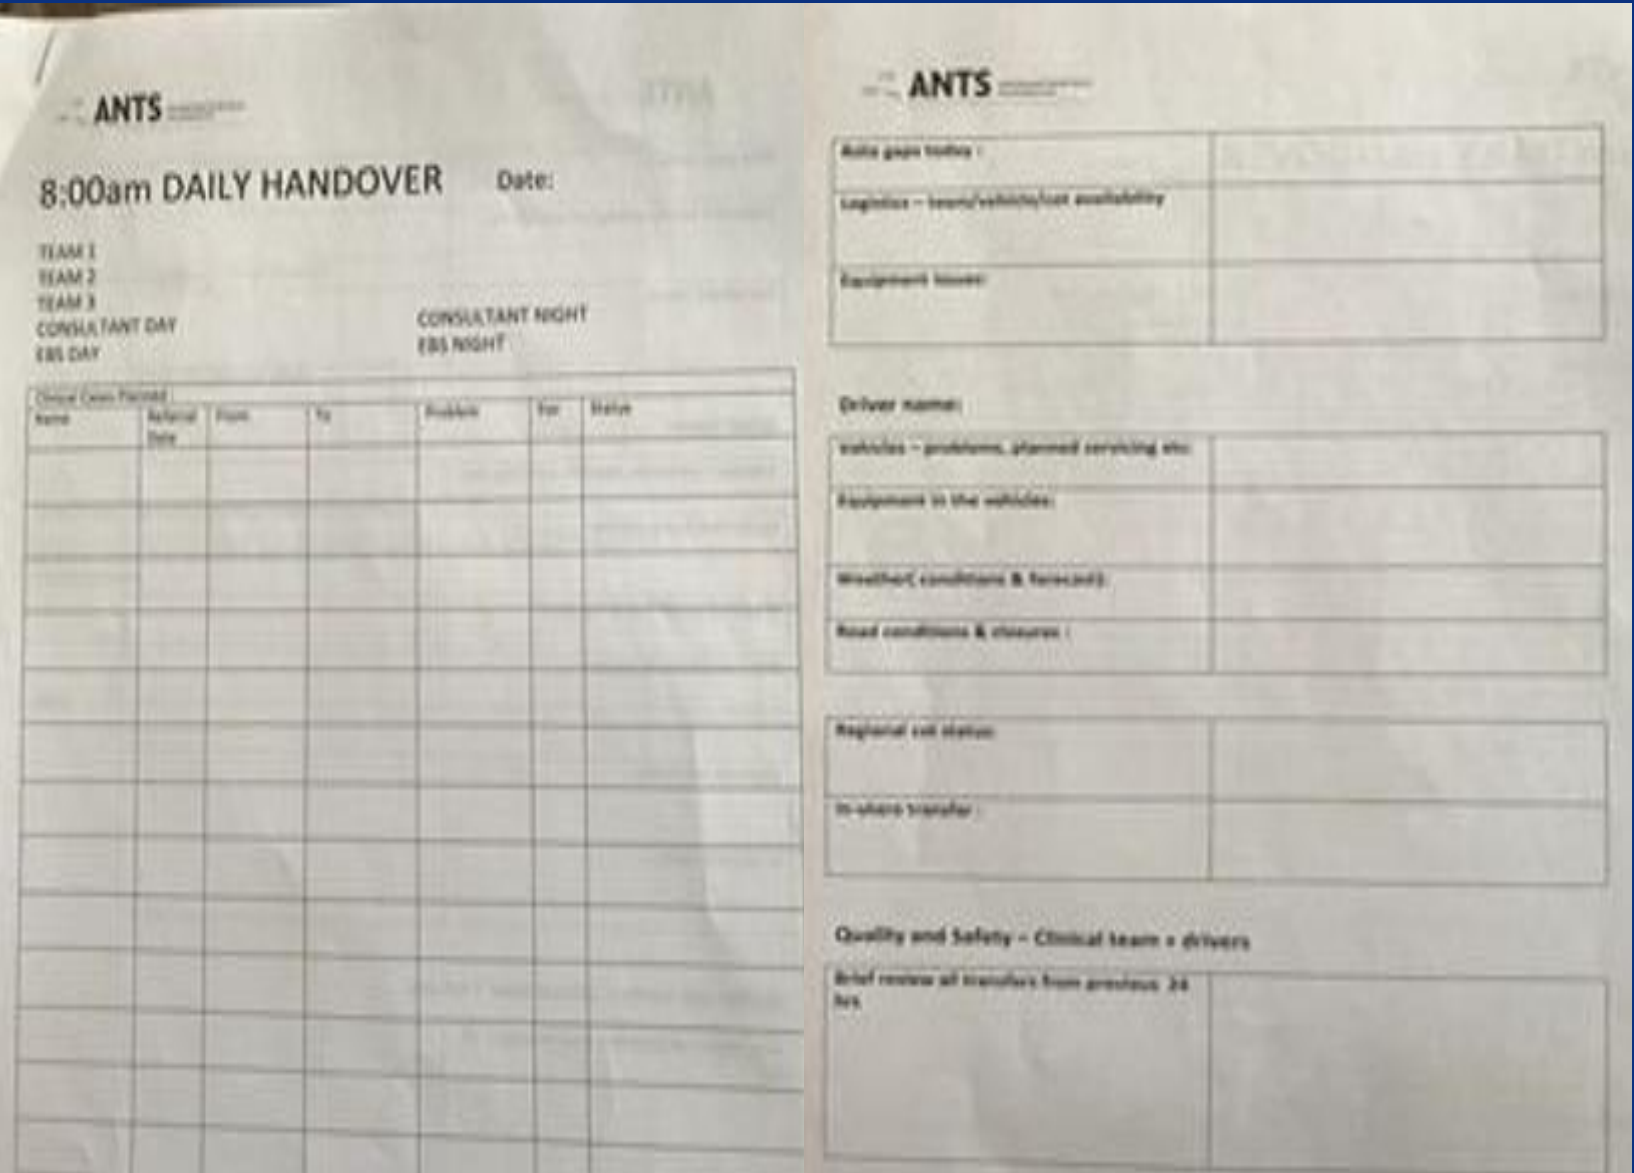 ANTS
8:00am DAILY HANDOVER Date:
TEAM 1
TEAM 2
TEAM 3
CONSULTANT DAY CONSULTANT NIGHT
EBS DAY EBS NIGHT
Clinical Cases Planned
Name Referral From To Problem For Status
Date
ANTS
Rota gaps today :
Logistics – team/vehicle/cot availability
Equipment issues:
Driver name:
Vehicles – problems, planned servicing etc:
Equipment in the vehicles:
Weather( conditions & forecast):
Road conditions & closures :
Regional cot status:
In-utero transfer :
Quality and Safety – Clinical team + drivers
Brief review all transfers from previous 24
hrs